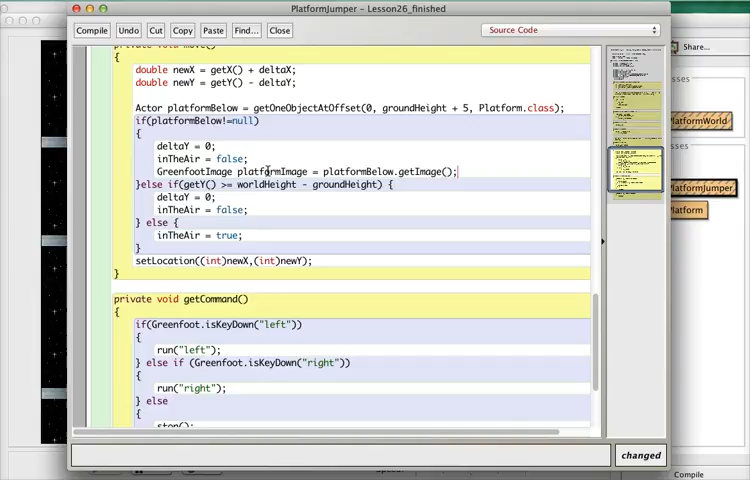 PlatformJumper - Lesson26_finished
Compile Undo Cut Copy Paste Find... Close Source Code
Share...
private void move()
{
double newX = getX() + deltaX;
double newY = getY() - deltaY;
Actor platformBelow = getOneObjectAtOffset(0, groundHeight + 5, Platform.class);
if(platformBelow!=null)
{
deltaY = 0;
inTheAir = false;
GreenfootImage platformImage = platformBelow.getImage();
}else if(getY() >= worldHeight - groundHeight) {
deltaY = 0;
inTheAir = false;
} else {
inTheAir = true;
}
setLocation((int)newX,(int)newY);
}
private void getCommand()
{
if(Greenfoot.isKeyDown("left"))
{
run("left");
} else if (Greenfoot.isKeyDown("right"))
{
run("right");
} else
{
stop();
changed
asses
PlatformWorld
asses
PlatformJumper
Platform
Compile